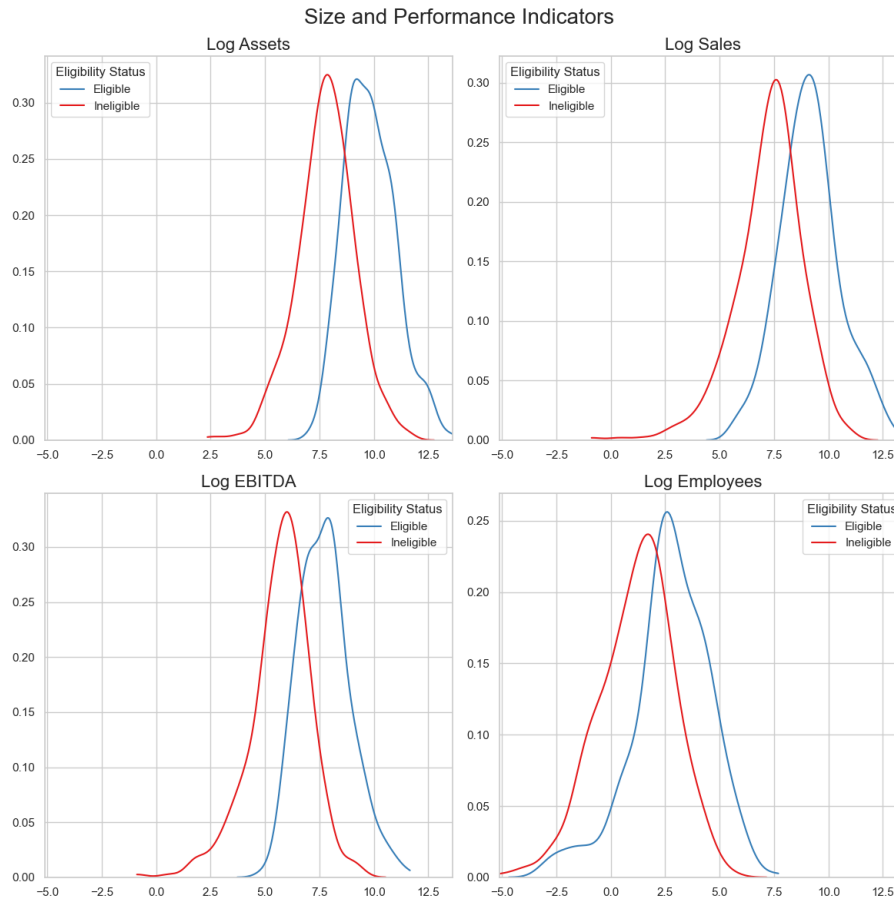 Size and Performance Indicators
Log Assets
Eligibility Status
Eligible
Ineligible
0.30
0.25
0.20
0.15
0.10
0.05
0.00
−5.0 −2.5 0.0 2.5 5.0 7.5 10.0 12.5
Log Sales
Eligibility Status
Eligible
Ineligible
0.30
0.25
0.20
0.15
0.10
0.05
0.00
−5.0 −2.5 0.0 2.5 5.0 7.5 10.0 12.5
Log EBITDA
Eligibility Status
Eligible
Ineligible
0.30
0.25
0.20
0.15
0.10
0.05
0.00
−5.0 −2.5 0.0 2.5 5.0 7.5 10.0 12.5
Log Employees
Eligibility Status
Eligible
Ineligible
0.25
0.20
0.15
0.10
0.05
0.00
−5.0 −2.5 0.0 2.5 5.0 7.5 10.0 12.5